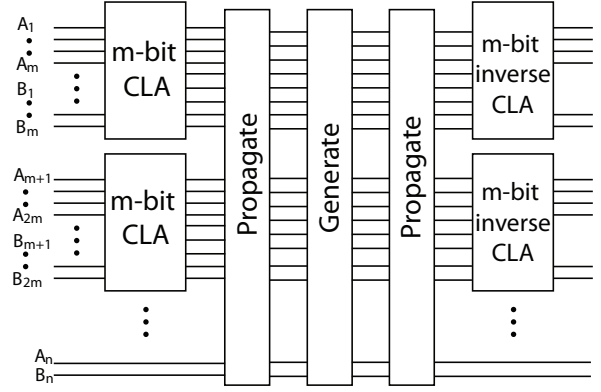 A₁
Aₘ
B₁
Bₘ
m-bit
CLA
Aₘ₊₁
A₂ₘ
Bₘ₊₁
B₂ₘ
m-bit
CLA
Aₙ
Bₙ
Propagate
Generate
Propagate
m-bit
inverse
CLA
m-bit
inverse
CLA